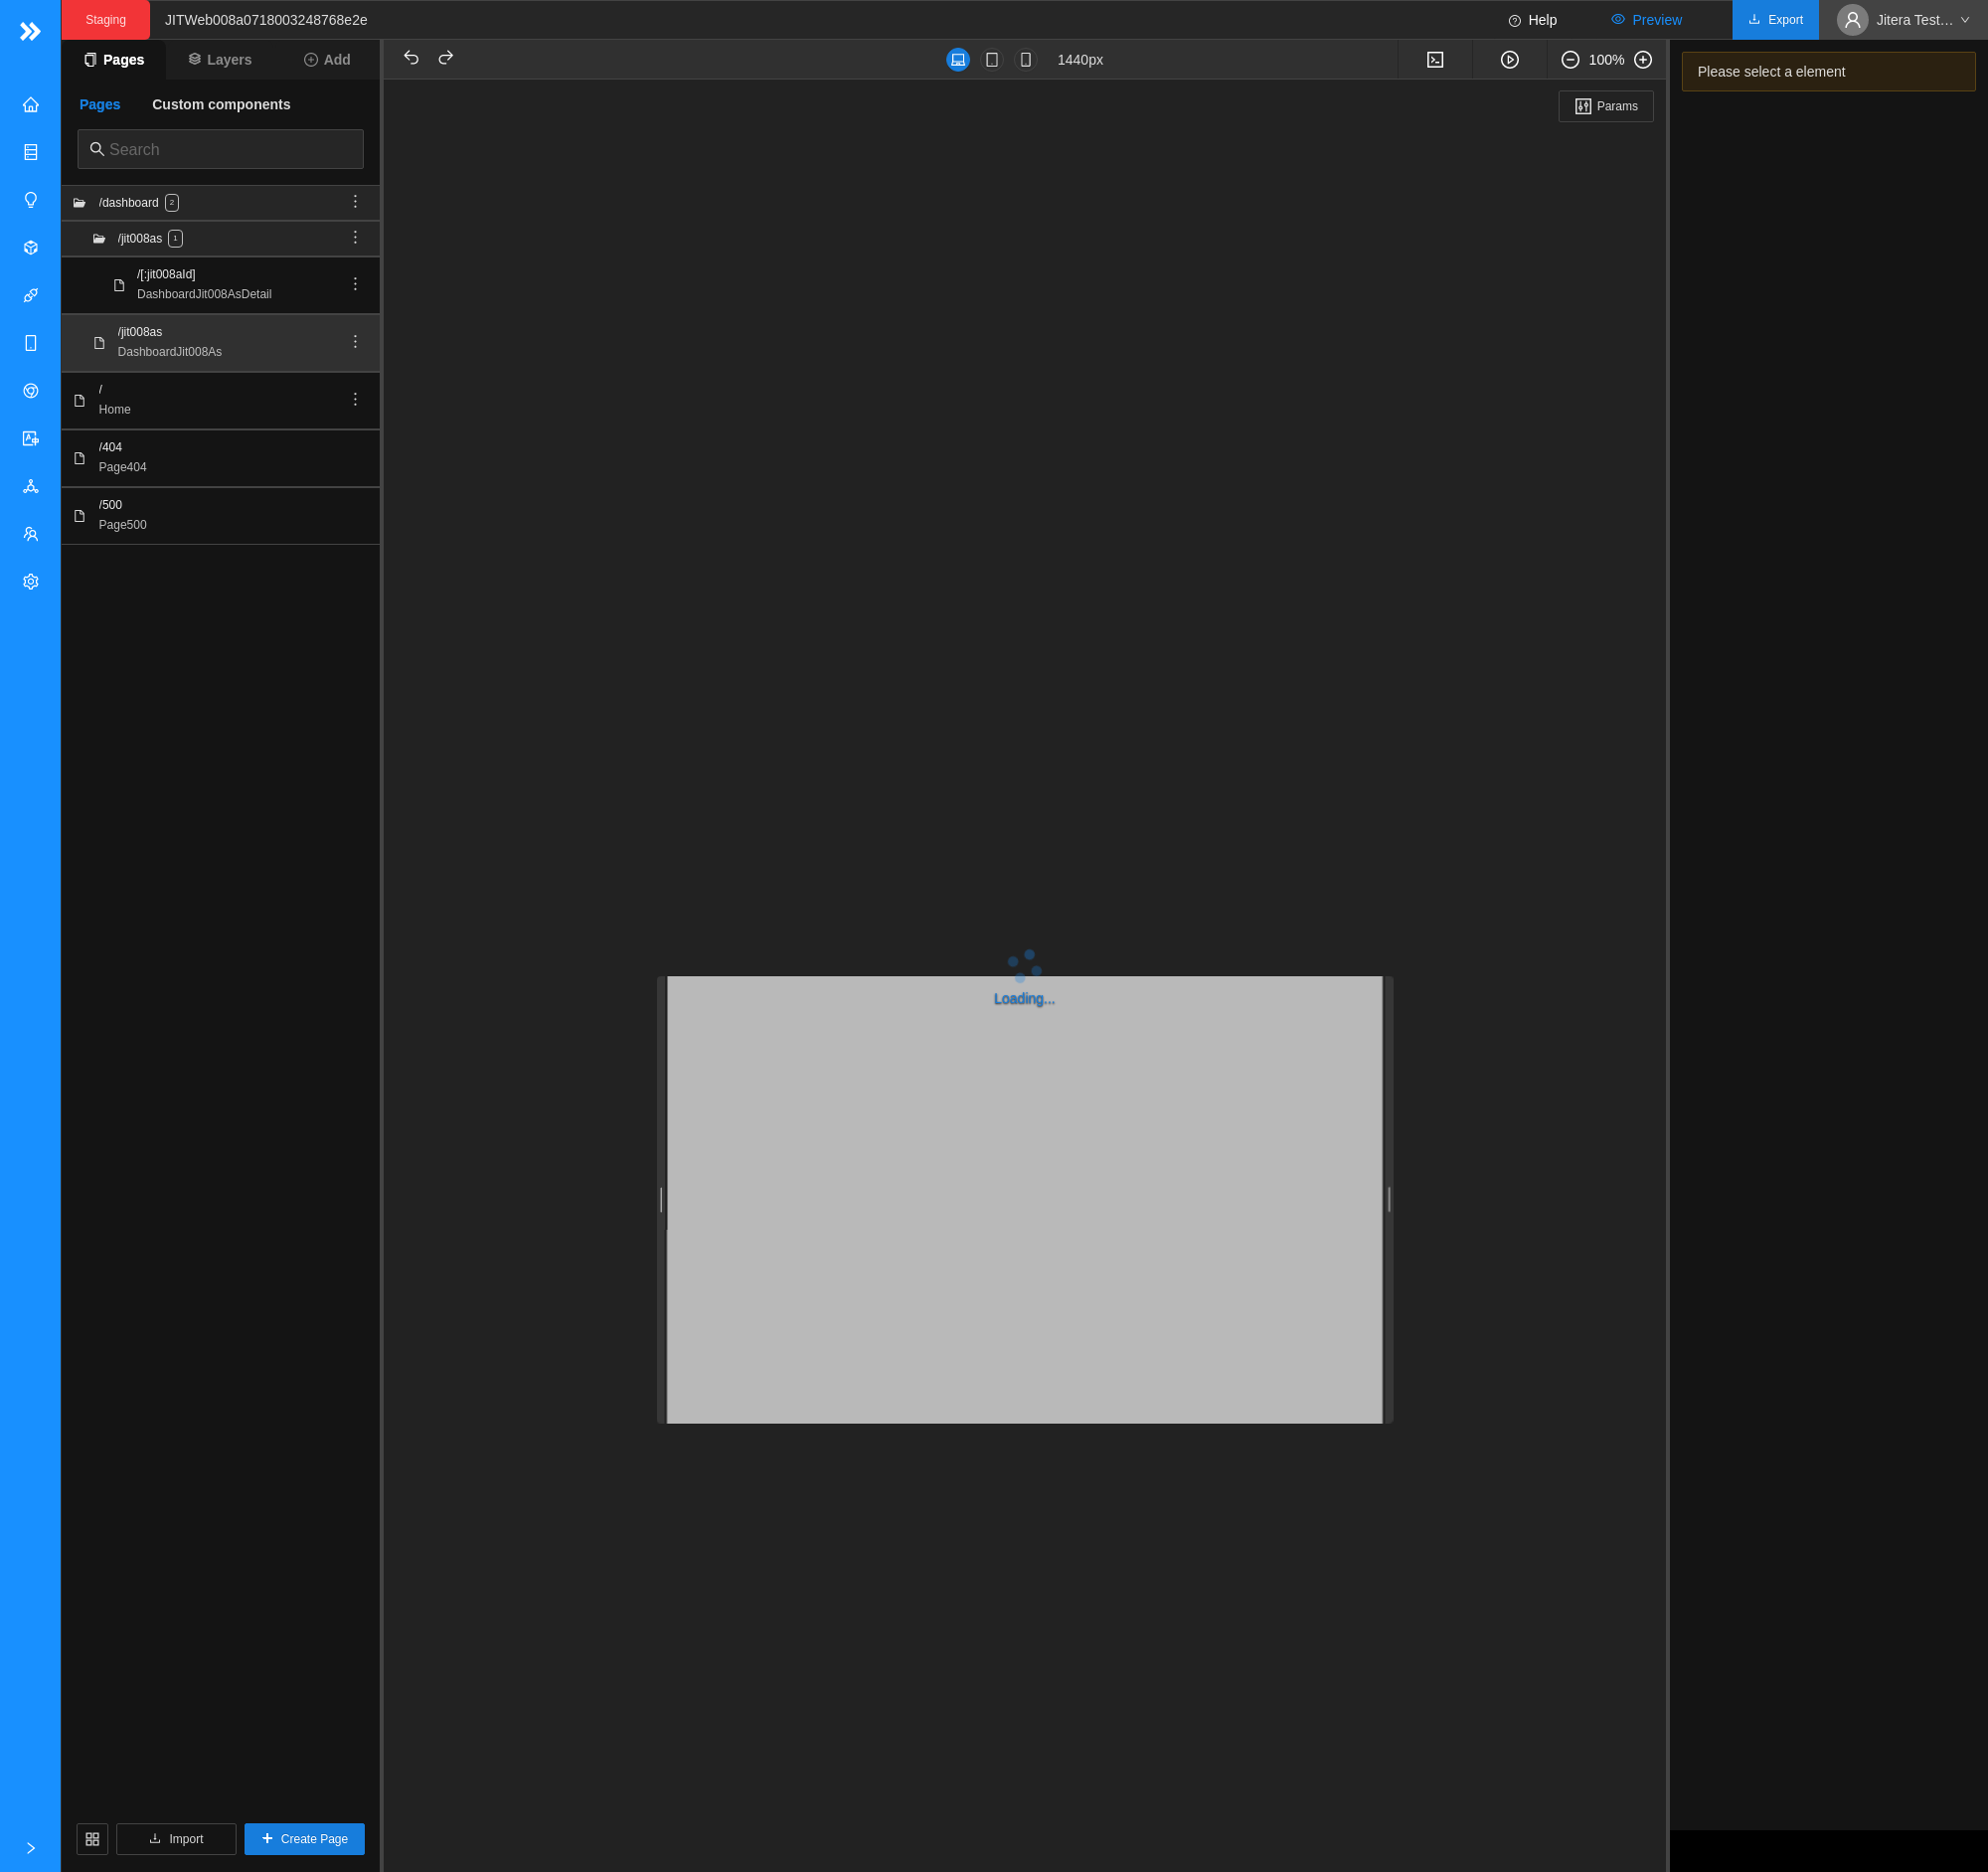 Staging
JITWeb008a0718003248768e2e
Help
Preview
Export
Jitera Test…
Pages
Layers
Add
1440px
100%
Please select a element
Pages
Custom components
Params
Search
/dashboard 2
/jit008as 1
/[:jit008aId]
DashboardJit008AsDetail
/jit008as
DashboardJit008As
/
Home
/404
Page404
/500
Page500
Loading...
Import
Create Page